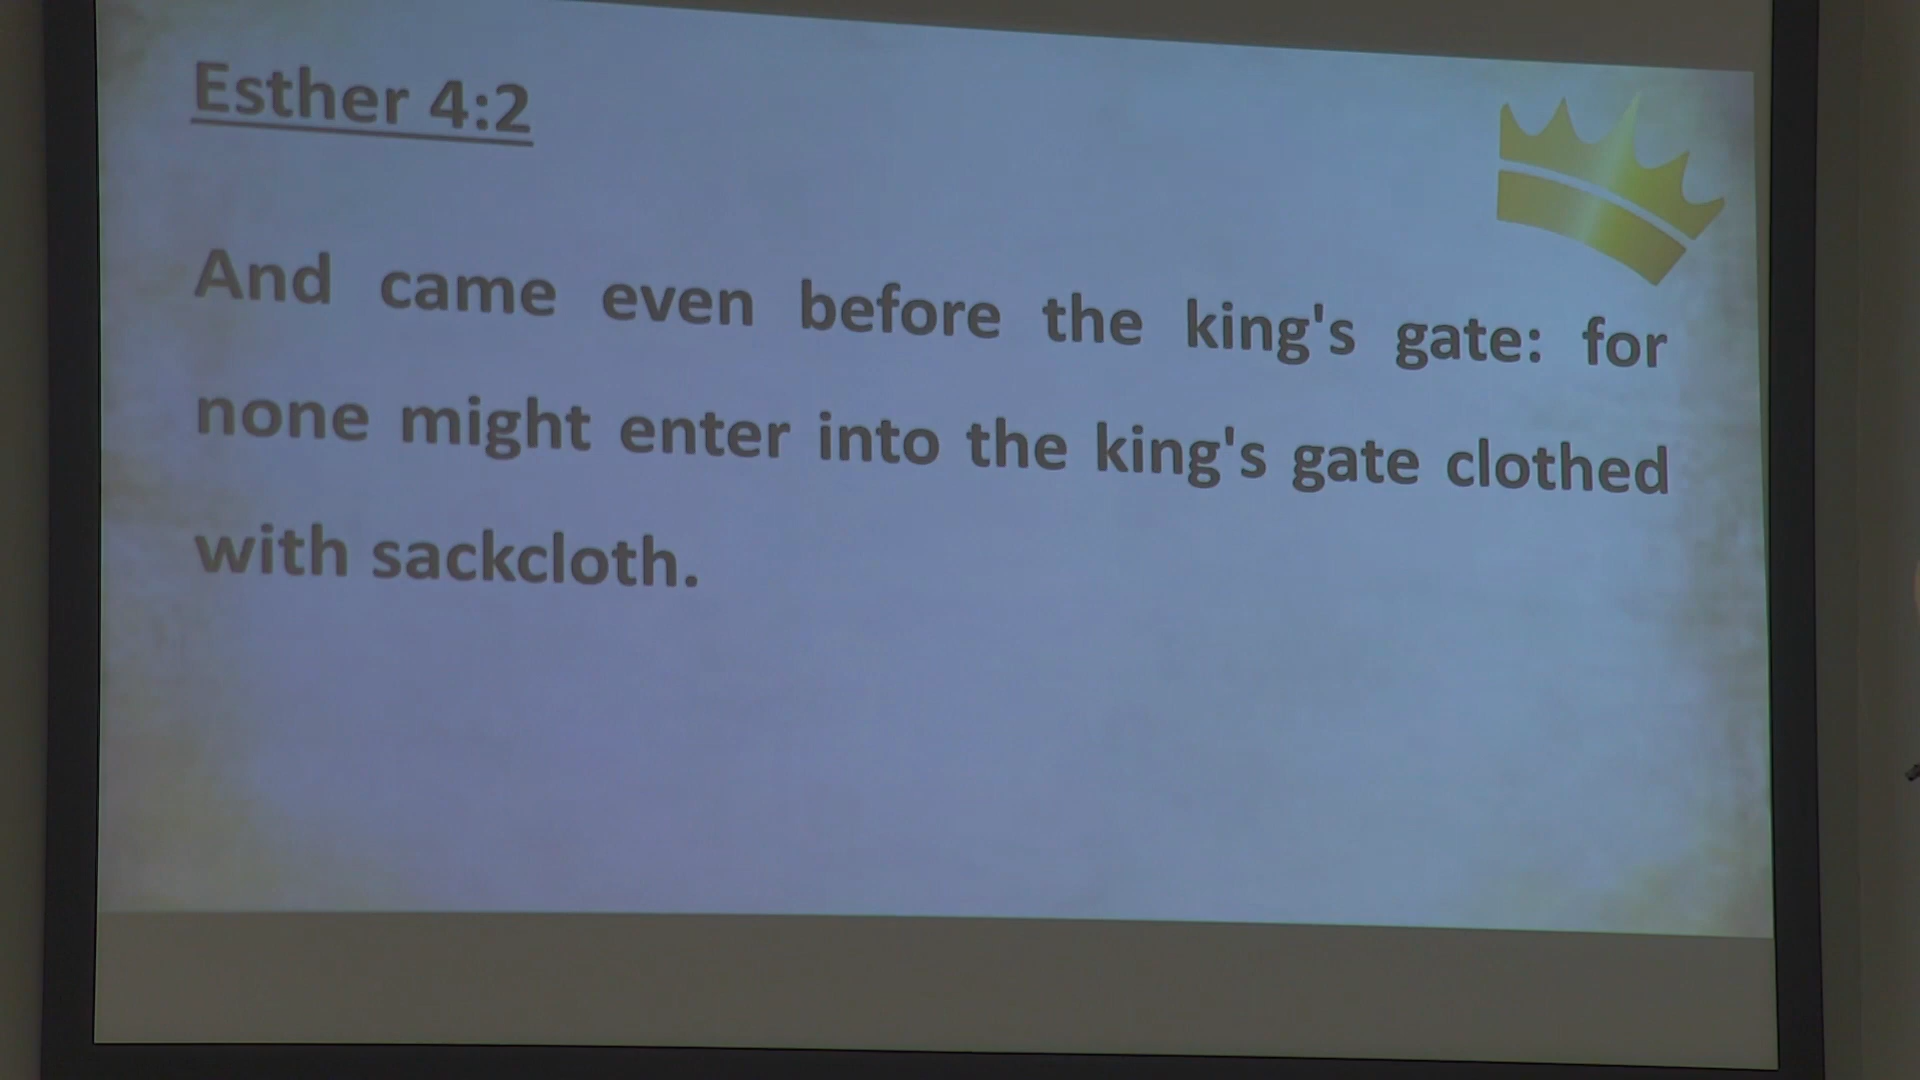 Esther 4:2
And came even before the king's gate: for
none might enter into the king's gate clothed
with sackcloth.